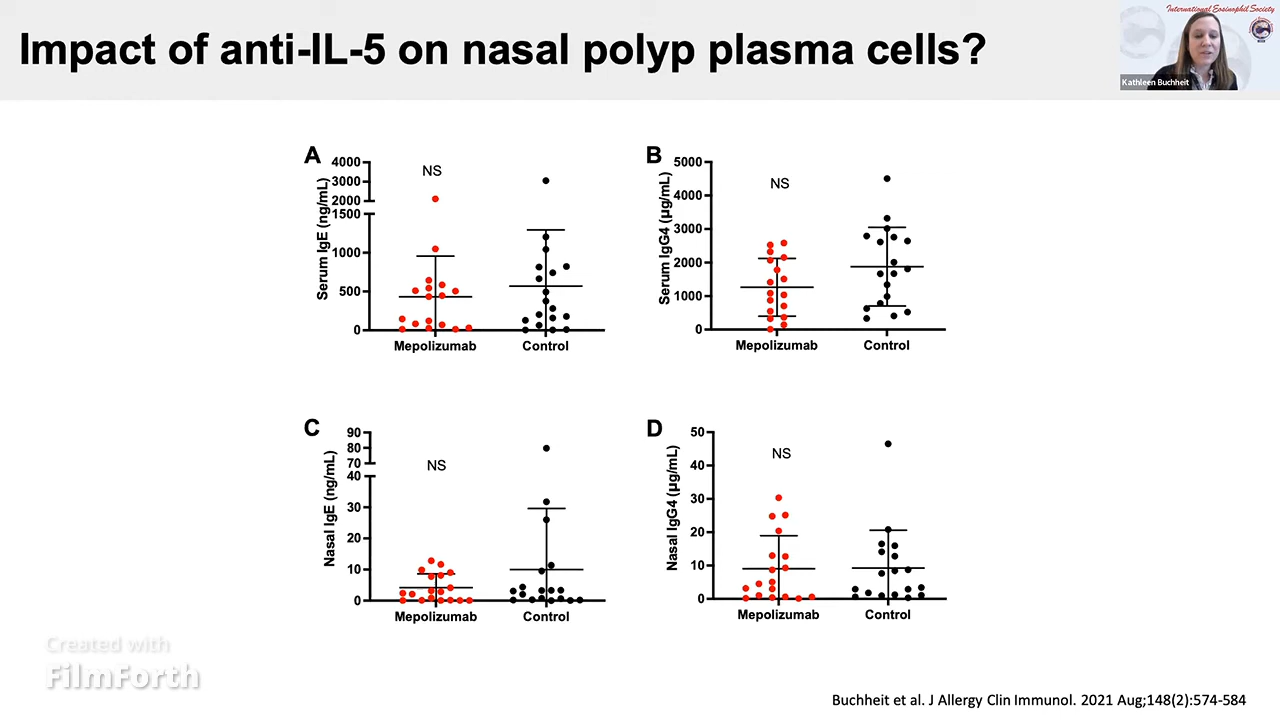 Impact of anti-IL-5 on nasal polyp plasma cells?
International Eosinophil Society
Kathleen Buchheit
A
4000
3000
2000
1500
1000
500
0
Serum IgE (ng/mL)
NS
Mepolizumab
Control
B
5000
4000
3000
2000
1000
0
Serum IgG4 (µg/mL)
NS
Mepolizumab
Control
C
90
80
70
40
30
20
10
0
Nasal IgE (ng/mL)
NS
Mepolizumab
Control
D
50
40
30
20
10
0
Nasal IgG4 (µg/mL)
NS
Mepolizumab
Control
Created with
FilmForth
Buchheit et al. J Allergy Clin Immunol. 2021 Aug;148(2):574-584